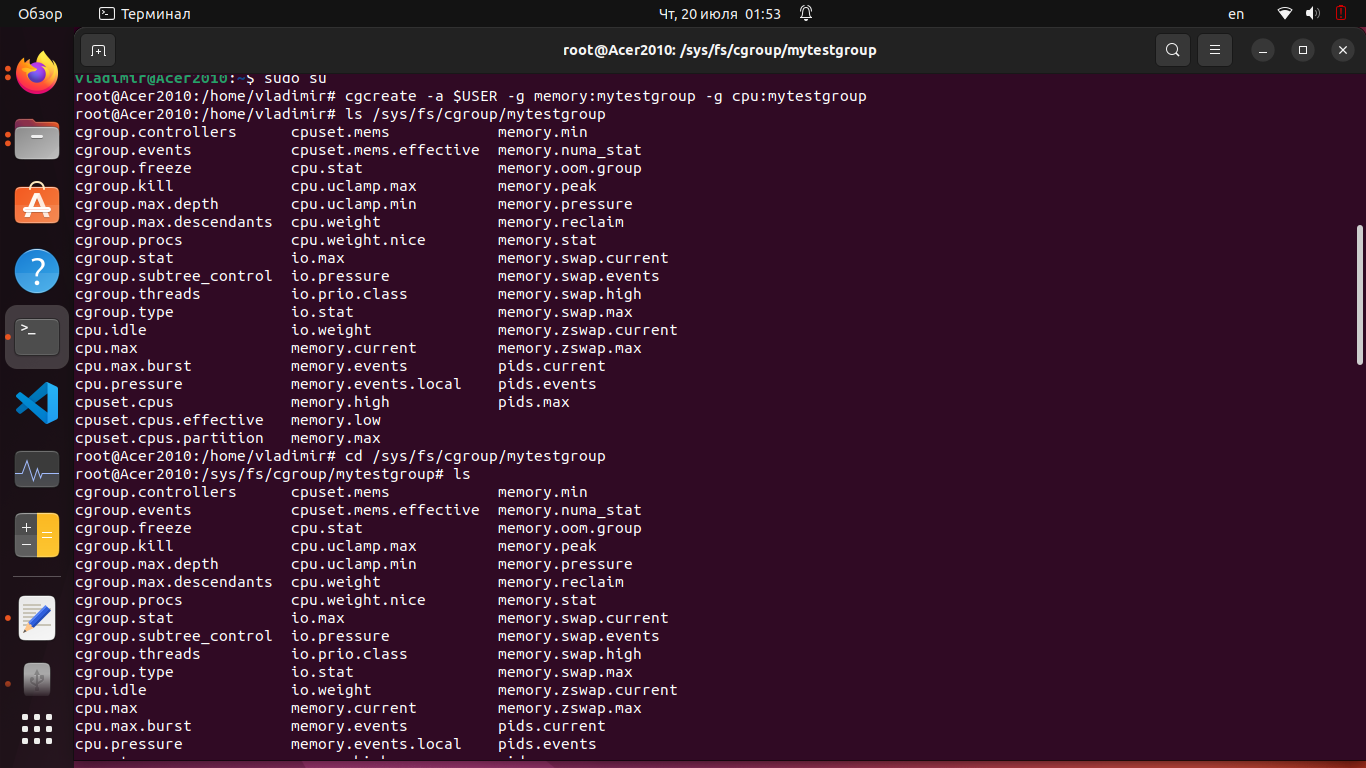 Обзор Терминал Чт, 20 июля 01:53 en
root@Acer2010: /sys/fs/cgroup/mytestgroup
vladimir@Acer2010:~$ sudo su
root@Acer2010:/home/vladimir# cgcreate -a $USER -g memory:mytestgroup -g cpu:mytestgroup
root@Acer2010:/home/vladimir# ls /sys/fs/cgroup/mytestgroup
cgroup.controllers cpuset.mems memory.min
cgroup.events cpuset.mems.effective memory.numa_stat
cgroup.freeze cpu.stat memory.oom.group
cgroup.kill cpu.uclamp.max memory.peak
cgroup.max.depth cpu.uclamp.min memory.pressure
cgroup.max.descendants cpu.weight memory.reclaim
cgroup.procs cpu.weight.nice memory.stat
cgroup.stat io.max memory.swap.current
cgroup.subtree_control io.pressure memory.swap.events
cgroup.threads io.prio.class memory.swap.high
cgroup.type io.stat memory.swap.max
cpu.idle io.weight memory.zswap.current
cpu.max memory.current memory.zswap.max
cpu.max.burst memory.events pids.current
cpu.pressure memory.events.local pids.events
cpuset.cpus memory.high pids.max
cpuset.cpus.effective memory.low
cpuset.cpus.partition memory.max
root@Acer2010:/home/vladimir# cd /sys/fs/cgroup/mytestgroup
root@Acer2010:/sys/fs/cgroup/mytestgroup# ls
cgroup.controllers cpuset.mems memory.min
cgroup.events cpuset.mems.effective memory.numa_stat
cgroup.freeze cpu.stat memory.oom.group
cgroup.kill cpu.uclamp.max memory.peak
cgroup.max.depth cpu.uclamp.min memory.pressure
cgroup.max.descendants cpu.weight memory.reclaim
cgroup.procs cpu.weight.nice memory.stat
cgroup.stat io.max memory.swap.current
cgroup.subtree_control io.pressure memory.swap.events
cgroup.threads io.prio.class memory.swap.high
cgroup.type io.stat memory.swap.max
cpu.idle io.weight memory.zswap.current
cpu.max memory.current memory.zswap.max
cpu.max.burst memory.events pids.current
cpu.pressure memory.events.local pids.events